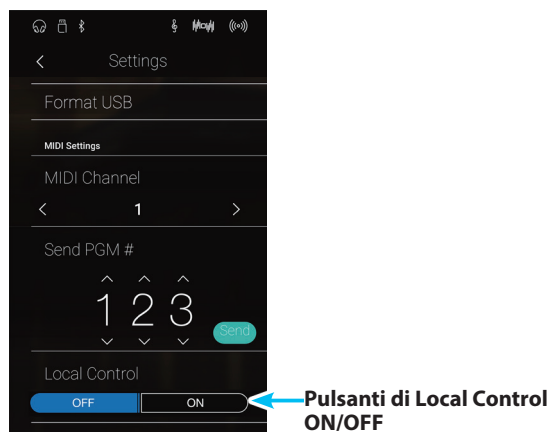 Settings
Format USB
MIDI Settings
MIDI Channel
1
Send PGM #
1 2 3
Send
Local Control
OFF ON
Pulsanti di Local Control
ON/OFF